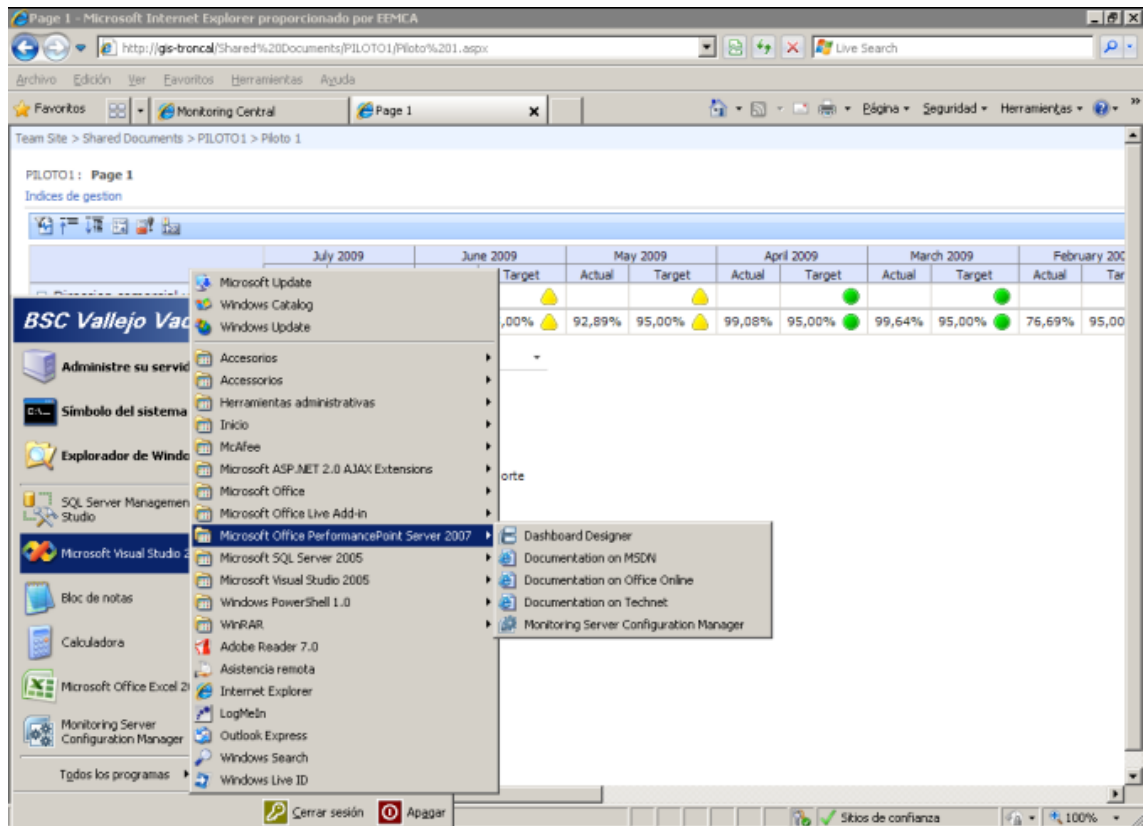 Page 1 - Microsoft Internet Explorer proporcionado por EEMCA
http://gis-troncal/Shared%20Documents/PILOTO1/Piloto%201.aspx
Live Search
Archivo Edición Ver Favoritos Herramientas Ayuda
Favoritos Monitoring Central Page 1 Página Seguridad Herramientas
Team Site > Shared Documents > PILOTO1 > Piloto 1
PILOTO1: Page 1
Indices de gestion
July 2009 June 2009 May 2009 April 2009 March 2009 February 200
Target Actual Target Actual Target Actual Target Actual Tar
Direccion comercial
,00% 92,89% 95,00% 99,08% 95,00% 99,64% 95,00% 76,69% 95,00
orte
BSC Vallejo Vac
Administre su servid
Símbolo del sistema
Explorador de Windo
SQL Server Managemen
Studio
Microsoft Visual Studio 2
Bloc de notas
Calculadora
Microsoft Office Excel 2
Monitoring Server
Configuration Manager
Todos los programas
Microsoft Update
Windows Catalog
Windows Update
Accesorios
Accessorios
Herramientas administrativas
Inicio
McAfee
Microsoft ASP.NET 2.0 AJAX Extensions
Microsoft Office
Microsoft Office Live Add-in
Microsoft Office PerformancePoint Server 2007
Microsoft SQL Server 2005
Microsoft Visual Studio 2005
Windows PowerShell 1.0
WinRAR
Adobe Reader 7.0
Asistencia remota
Internet Explorer
LogMeIn
Outlook Express
Windows Search
Windows Live ID
Dashboard Designer
Documentation on MSDN
Documentation on Office Online
Documentation on Technet
Monitoring Server Configuration Manager
Cerrar sesión Apagar
Sitios de confianza 100%